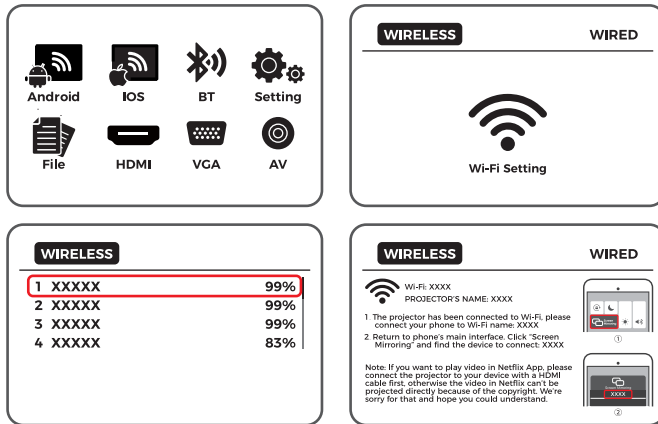 Android IOS BT Setting
File HDMI VGA AV
WIRELESS WIRED
Wi-Fi Setting
WIRELESS
1 XXXXX 99%
2 XXXXX 99%
3 XXXXX 99%
4 XXXXX 83%
WIRELESS WIRED
Wi-Fi: XXXX
PROJECTOR'S NAME: XXXX
1. The projector has been connected to Wi-Fi, please
connect your phone to Wi-Fi name: XXXX
2. Return to phone's main interface. Click "Screen
Mirroring" and find the device to connect: XXXX
Note: If you want to play video in Netflix App, please
connect the projector to your device with a HDMI
cable first, otherwise the video in Netflix can't be
projected directly because of the copyright. We're
sorry for that and hope you could understand.
Screen
Mirroring
①
Screen Mirroring
XXXX
②